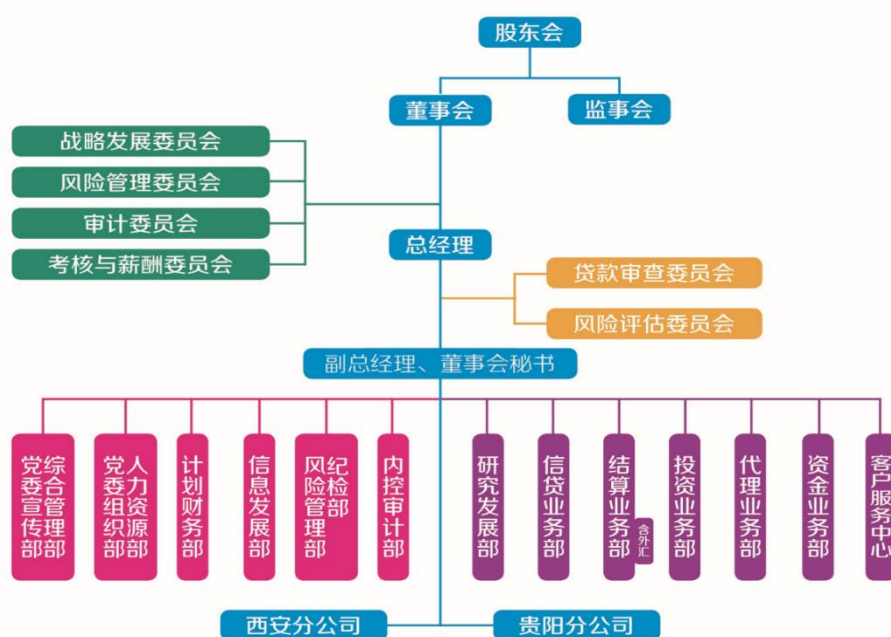 股东会
董事会
监事会
战略发展委员会
风险管理委员会
审计委员会
考核与薪酬委员会
总经理
贷款审查委员会
风险评估委员会
副总经理、董事会秘书
综合管理部
党委宣传部
人力资源部
党委组织部
计划财务部
信息发展部
纪检部
风险管理部
内控审计部
研究发展部
信贷业务部
结算业务部
含外汇
投资业务部
代理业务部
资金业务部
客户服务中心
西安分公司
贵阳分公司